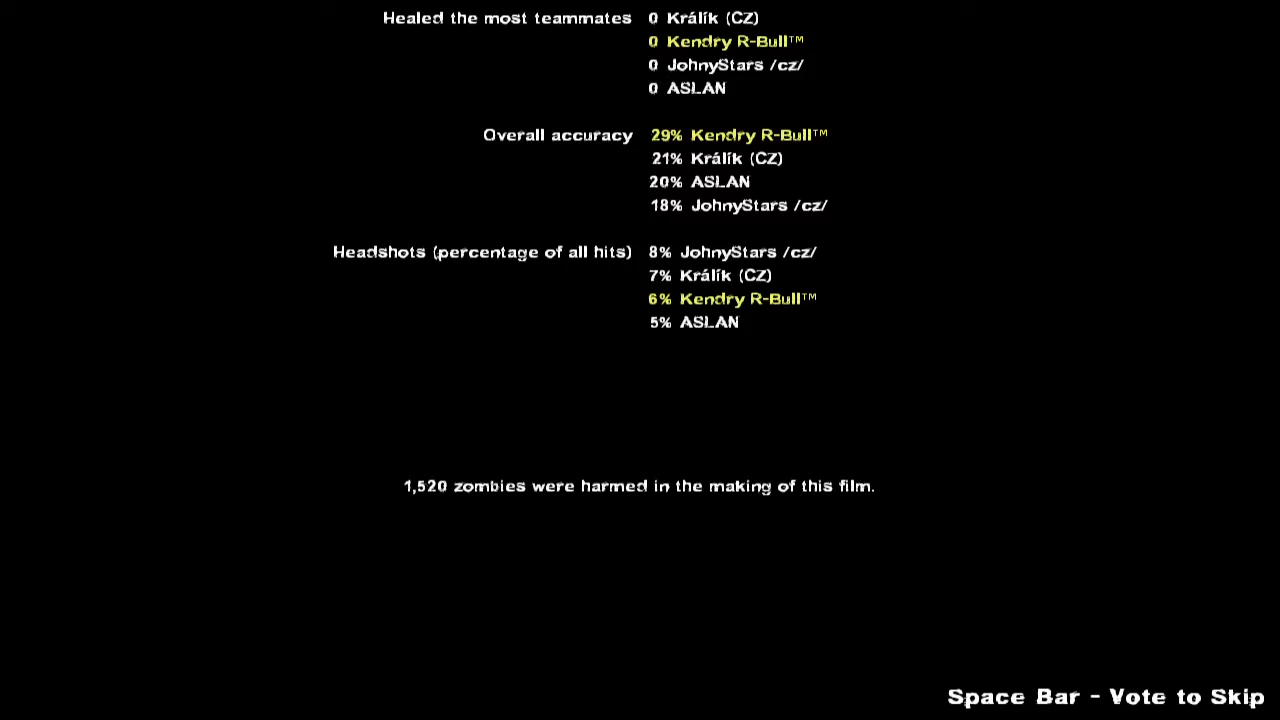 Healed the most teammates 0 Králík (CZ)
0 Kendry R-Bull™
0 JohnyStars /cz/
0 ASLAN
Overall accuracy 29% Kendry R-Bull™
21% Králík (CZ)
20% ASLAN
18% JohnyStars /cz/
Headshots (percentage of all hits) 8% JohnyStars /cz/
7% Králík (CZ)
6% Kendry R-Bull™
5% ASLAN
1,520 zombies were harmed in the making of this film.
Space Bar - Vote to Skip